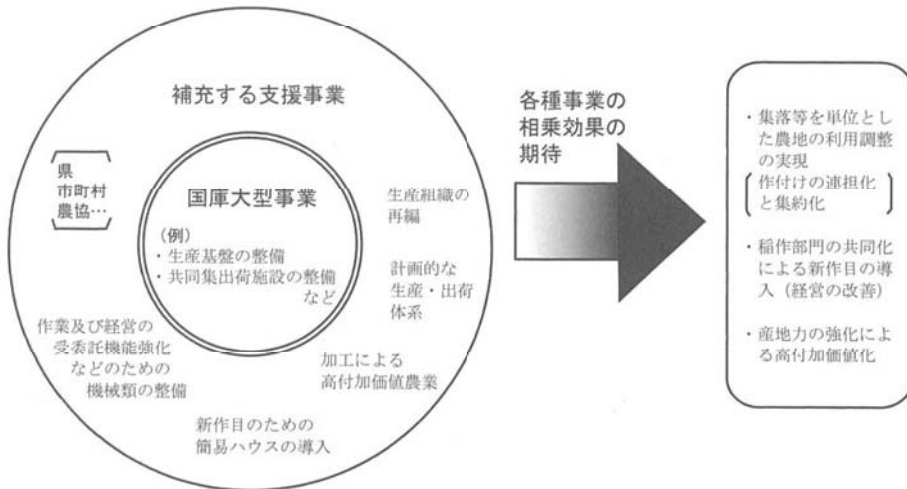 補充する支援事業
県
市町村
農協…
国庫大型事業
(例)
・生産基盤の整備
・共同集出荷施設の整備
など
生産組織の
再編
計画的な
生産・出荷
体系
加工による
高付加価値農業
新作目のための
簡易ハウスの導入
作業及び経営の
受委託機能強化
などのための
機械類の整備
各種事業の
相乗効果の
期待
・集落等を単位とし
た農地の利用調整
の実現
作付けの連担化
と集約化
・稲作部門の共同化
による新作目の導
入（経営の改善）
・産地力の強化によ
る高付加価値化